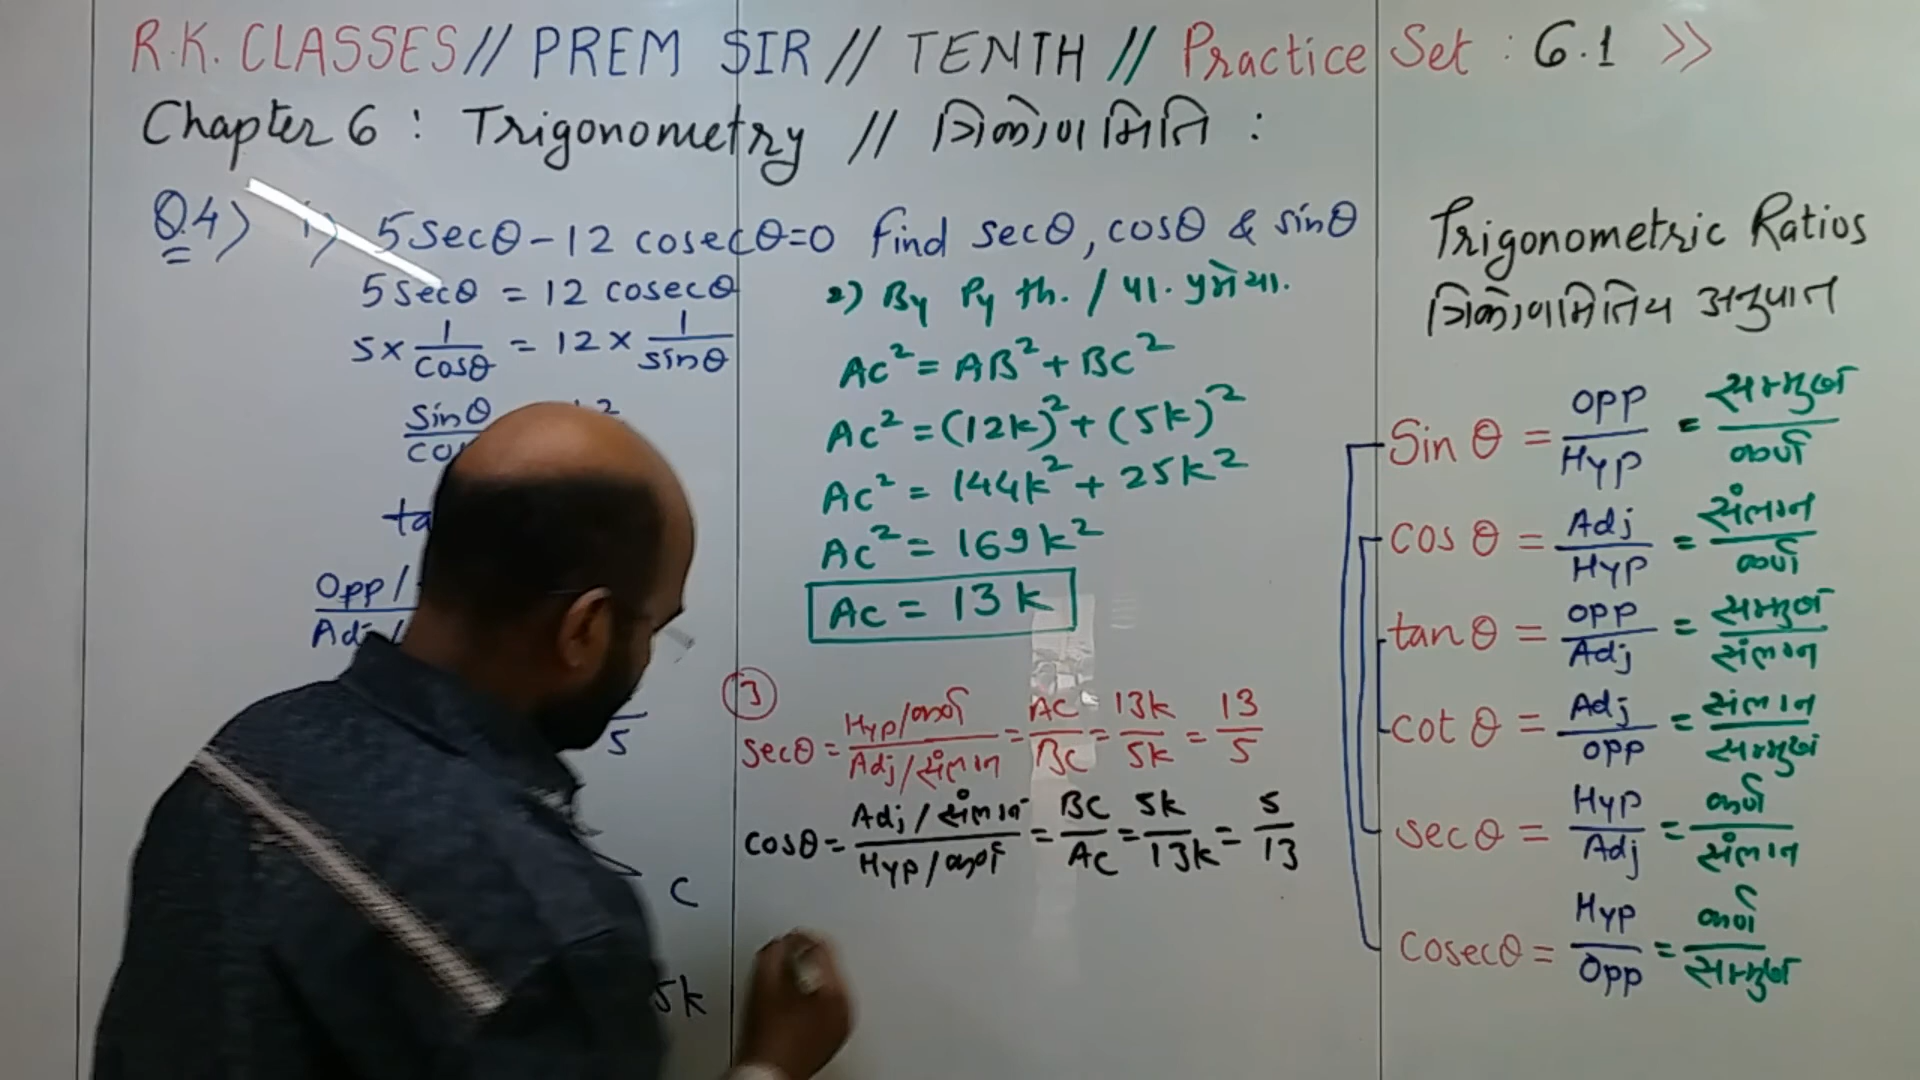 R.K. CLASSES // PREM SIR // TENTH // Practice Set : 6.1 >>
Chapter 6 : Trigonometry // त्रिकोणमिति :
Q.4) i) 5secθ - 12 cosecθ=0 find secθ, cosθ & sinθ
5secθ = 12 cosecθ
5 × 1/cosθ = 12 × 1/sinθ
Sinθ
Opp /
5
C
5k
2) By Py th. / पा. प्रमेया.
AC² = AB² + BC²
AC² = (12k)² + (5k)²
AC² = 144k² + 25k²
AC² = 169k²
AC = 13k
3
secθ = Hyp/कर्ण / Adj/संलग्न = AC/BC = 13k/5k = 13/5
cosθ = Adj/संलग्न / Hyp/कर्ण = BC/AC = 5k/13k = 5/13
Trigonometric Ratios
त्रिकोणमितिय अनुपात
Sin θ = Opp/Hyp = सम्मुख/कर्ण
cos θ = Adj/Hyp = संलग्न/कर्ण
tan θ = Opp/Adj = सम्मुख/संलग्न
cot θ = Adj/Opp = संलग्न/सम्मुख
sec θ = Hyp/Adj = कर्ण/संलग्न
Cosecθ = Hyp/Opp = कर्ण/सम्मुख